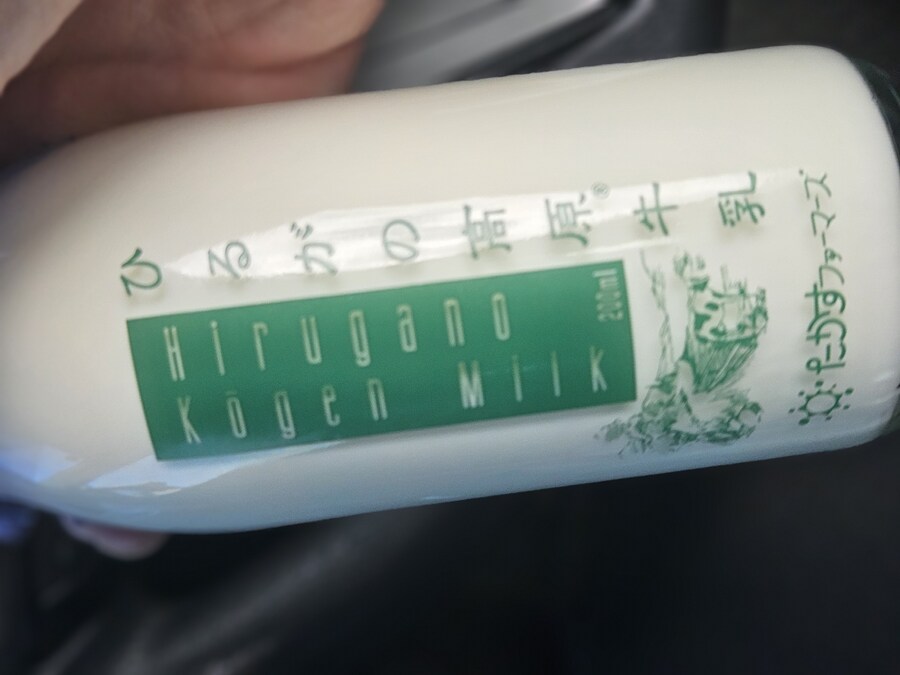 ひるがの高原®牛乳
Hirugano
Kōgen Milk
200ml
たかすファーマーズ